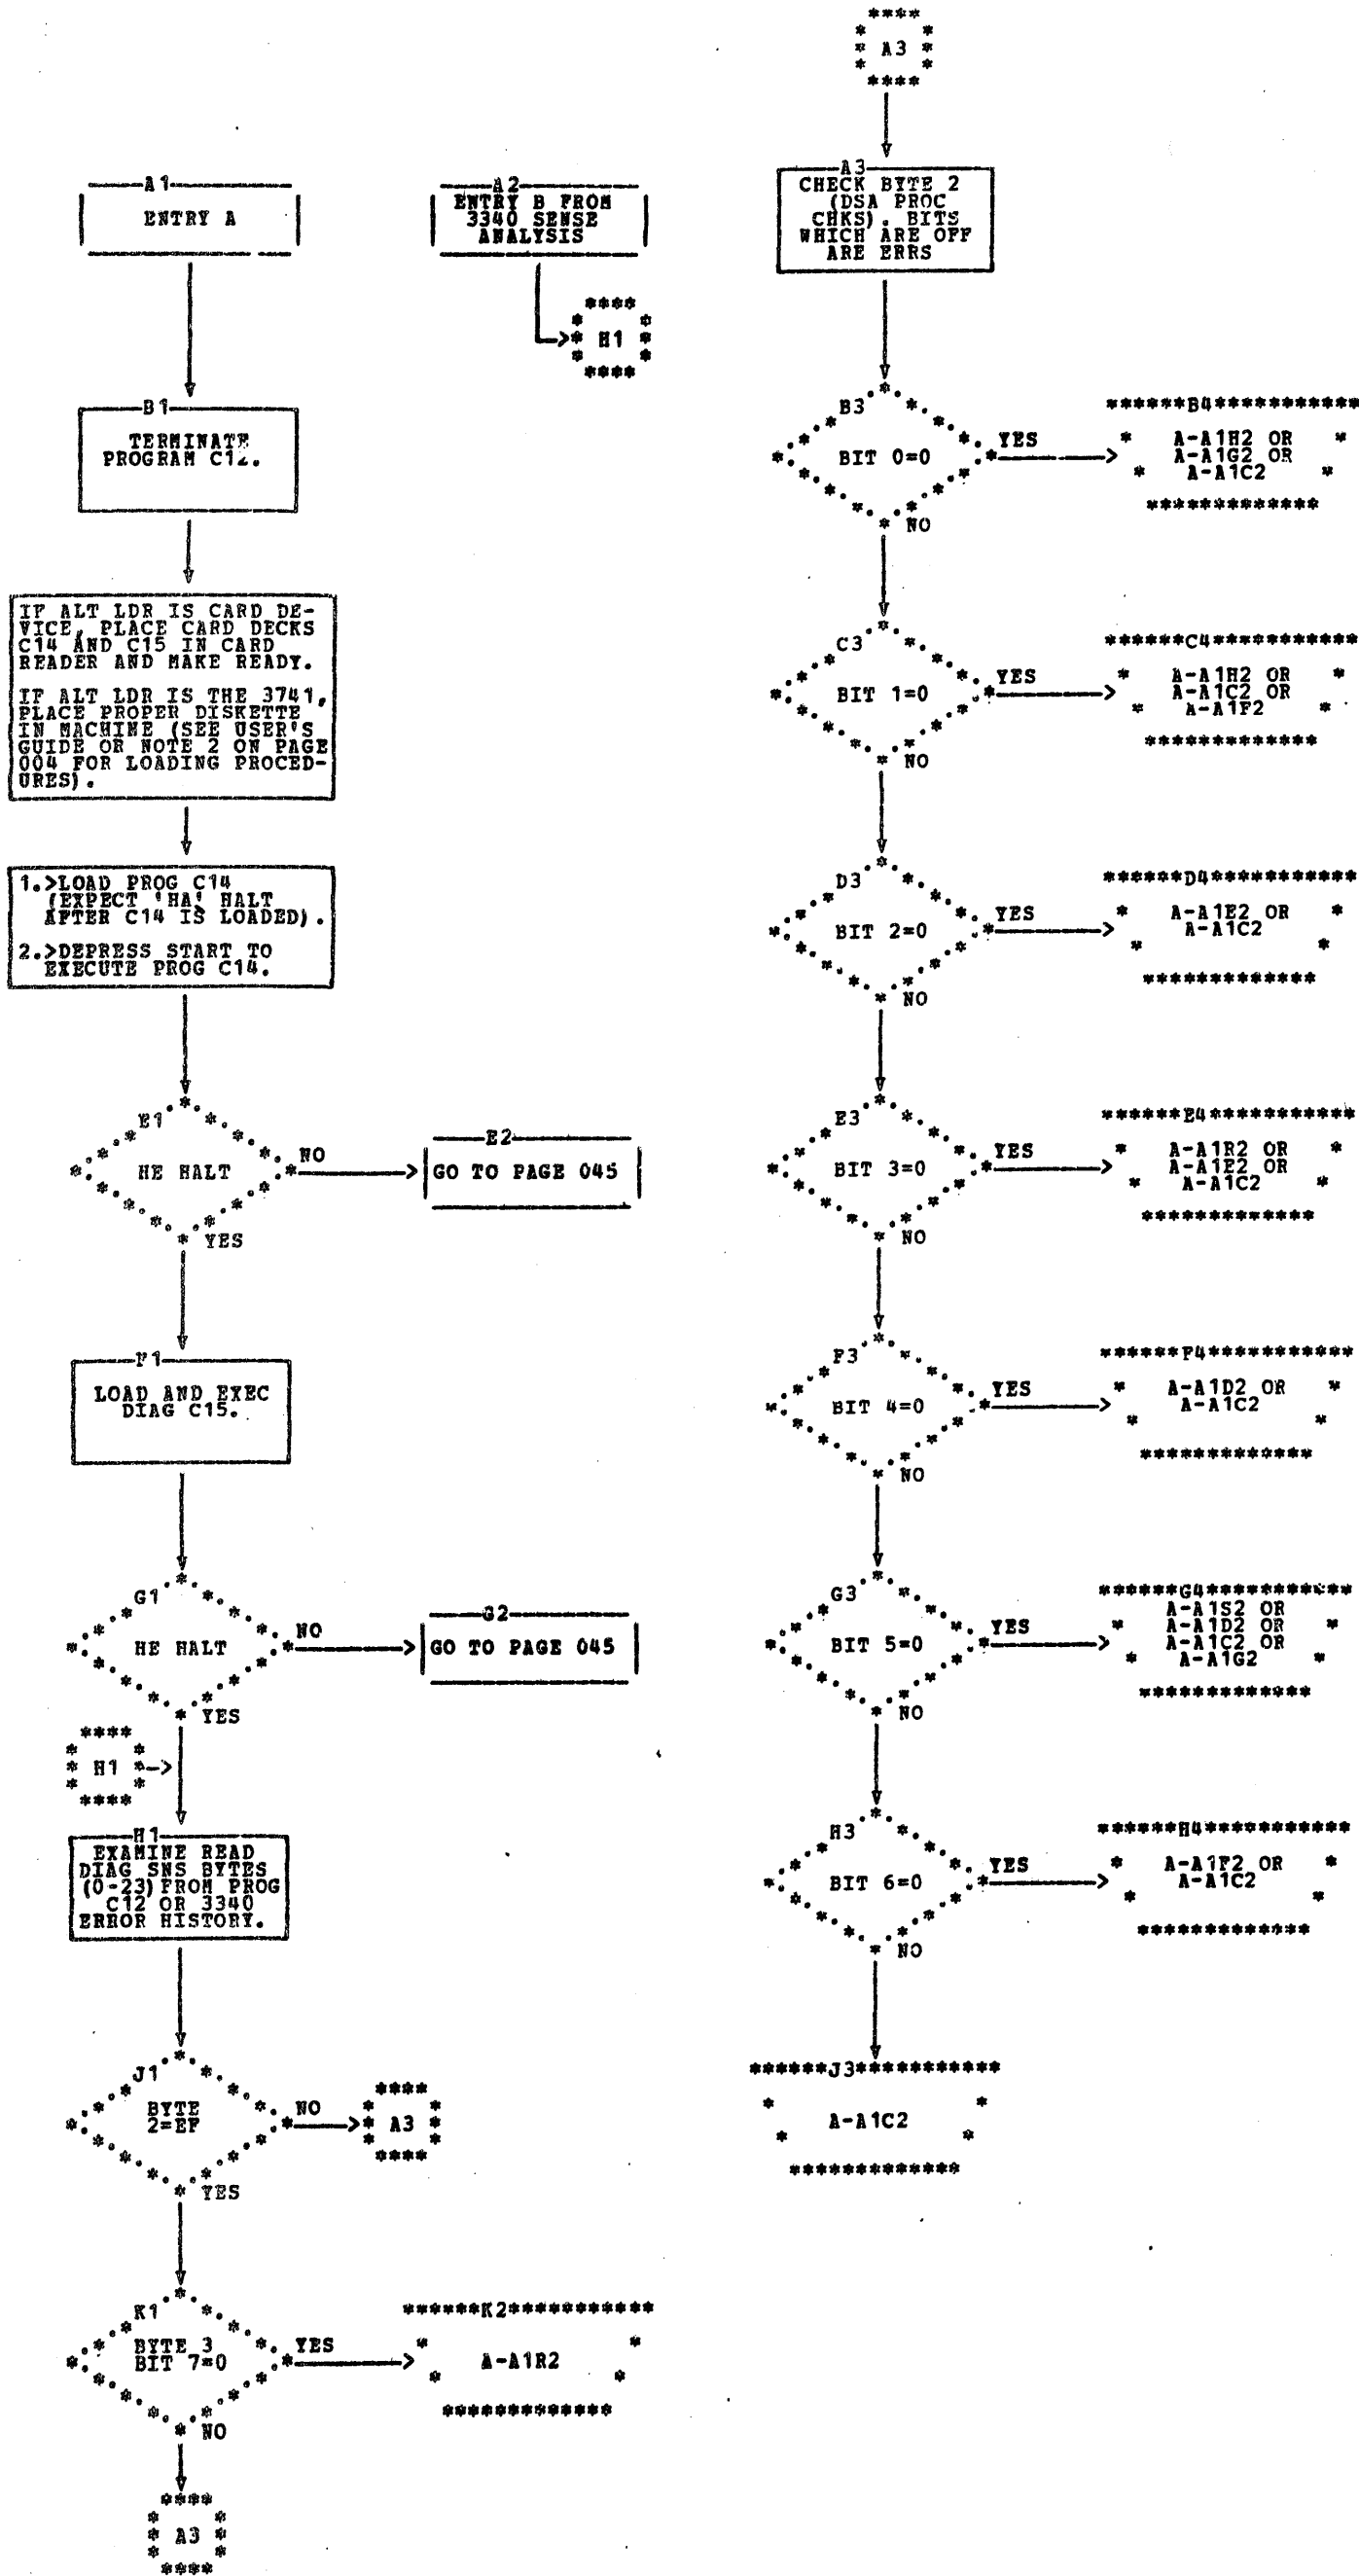 A1
ENTRY A
A2
ENTRY B FROM
3340 SENSE
ANALYSIS
H1
B1
TERMINATE
PROGRAM C12.
IF ALT LDR IS CARD DE-
VICE, PLACE CARD DECKS
C14 AND C15 IN CARD
READER AND MAKE READY.
IF ALT LDR IS THE 3741,
PLACE PROPER DISKETTE
IN MACHINE (SEE USER'S
GUIDE OR NOTE 2 ON PAGE
004 FOR LOADING PROCED-
URES).
1.>LOAD PROG C14
(EXPECT 'HA' HALT
AFTER C14 IS LOADED).
2.>DEPRESS START TO
EXECUTE PROG C14.
E1
HE HALT
NO
YES
E2
GO TO PAGE 045
F1
LOAD AND EXEC
DIAG C15.
G1
HE HALT
NO
YES
G2
GO TO PAGE 045
H1
H1
EXAMINE READ
DIAG SNS BYTES
(0-23) FROM PROG
C12 OR 3340
ERROR HISTORY.
J1
BYTE
2=EF
NO
A3
YES
K1
BYTE 3
BIT 7=0
YES
NO
K2
A-A1R2
A3
A3
A3
CHECK BYTE 2
(DSA PROC
CHKS). BITS
WHICH ARE OFF
ARE ERRS
B3
BIT 0=0
YES
NO
B4
A-A1H2 OR
A-A1G2 OR
A-A1C2
C3
BIT 1=0
YES
NO
C4
A-A1H2 OR
A-A1C2 OR
A-A1F2
D3
BIT 2=0
YES
NO
D4
A-A1E2 OR
A-A1C2
E3
BIT 3=0
YES
NO
E4
A-A1R2 OR
A-A1E2 OR
A-A1C2
F3
BIT 4=0
YES
NO
F4
A-A1D2 OR
A-A1C2
G3
BIT 5=0
YES
NO
G4
A-A1S2 OR
A-A1D2 OR
A-A1C2 OR
A-A1G2
H3
BIT 6=0
YES
NO
H4
A-A1F2 OR
A-A1C2
J3
A-A1C2